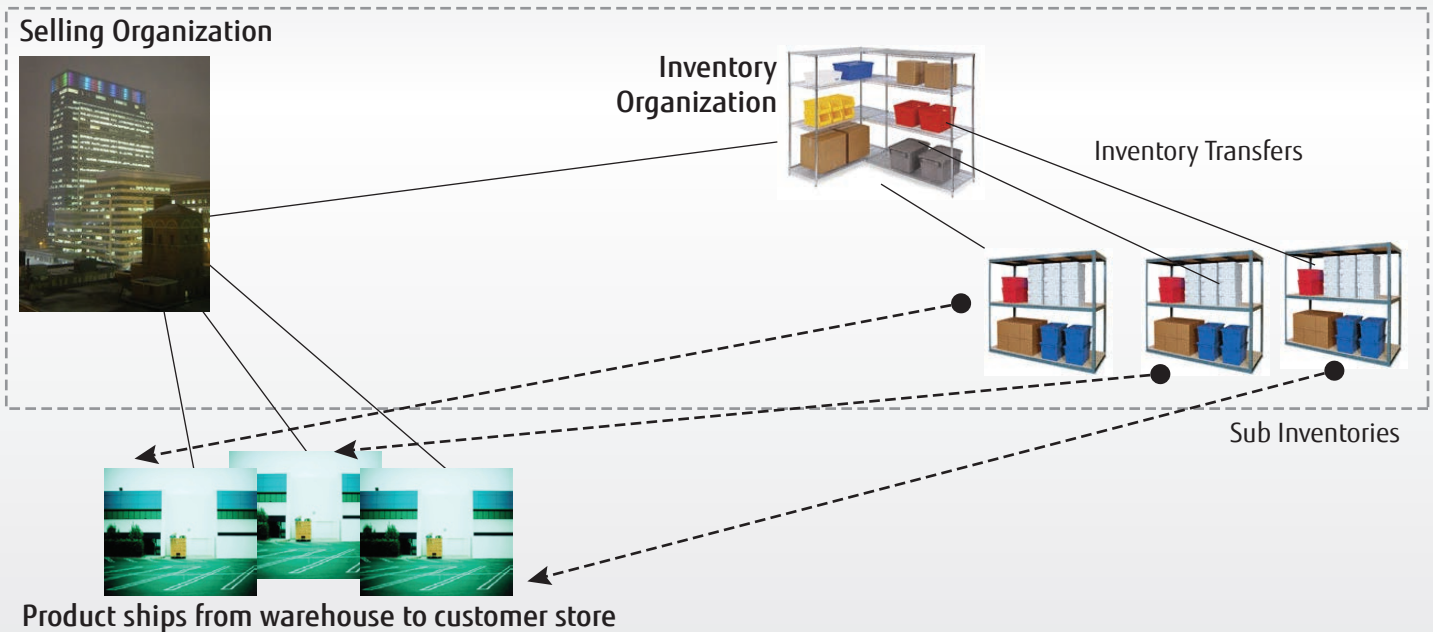 Selling Organization
Inventory
Organization
Inventory Transfers
Sub Inventories
Product ships from warehouse to customer store